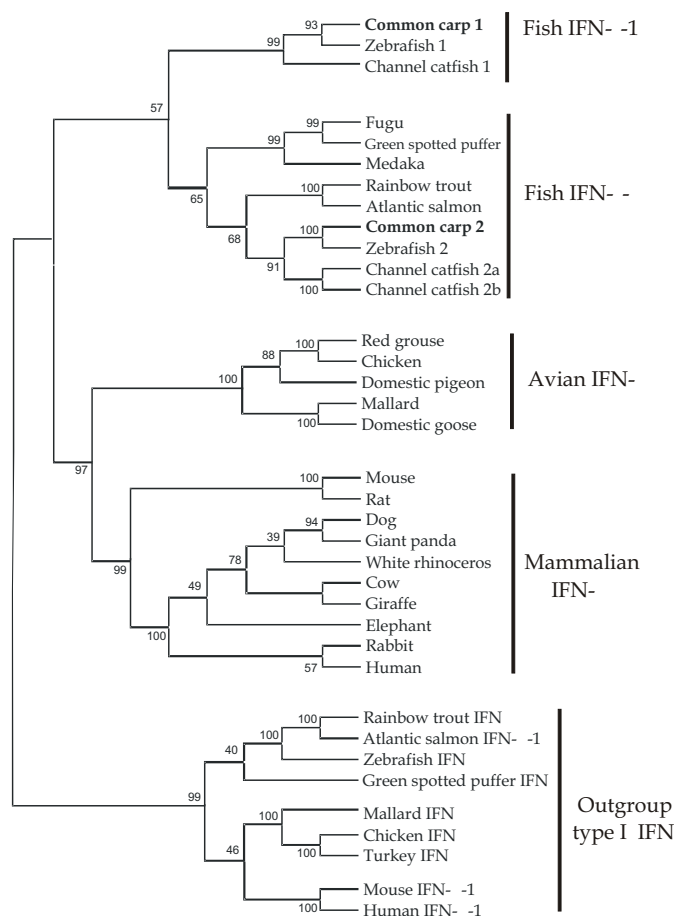 93
Common carp 1
Zebrafish 1
99
Channel catfish 1
Fish IFN- -1
57
99
Fugu
Green spotted puffer
99
Medaka
65
100
Rainbow trout
Atlantic salmon
68
100
Common carp 2
Zebrafish 2
91
Channel catfish 2a
100
Channel catfish 2b
Fish IFN- -
100
Red grouse
Chicken
88
Domestic pigeon
100
Mallard
100
Domestic goose
Avian IFN-
97
100
Mouse
Rat
99
94
Dog
Giant panda
39
White rhinoceros
78
Cow
Giraffe
49
Elephant
100
Rabbit
57
Human
Mammalian
IFN-
100
Rainbow trout IFN
Atlantic salmon IFN- -1
100
Zebrafish IFN
40
Green spotted puffer IFN
99
100
Mallard IFN
Chicken IFN
100
Turkey IFN
46
Mouse IFN- -1
100
Human IFN- -1
Outgroup
type I IFN